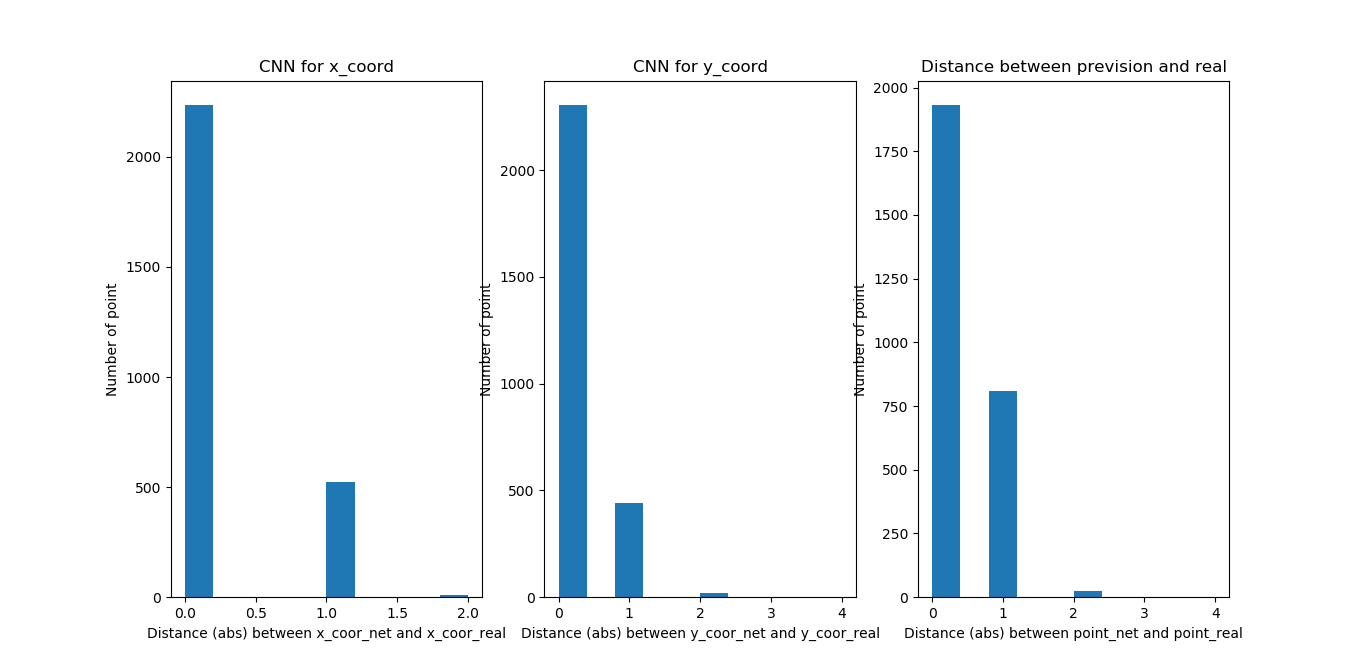 CNN for x_coord
2000
1500
1000
500
0
Number of point
0.0 0.5 1.0 1.5 2.0
Distance (abs) between x_coor_net and x_coor_real
CNN for y_coord
2000
1500
1000
500
0
Number of point
0 1 2 3 4
Distance (abs) between y_coor_net and y_coor_real
Distance between prevision and real
2000
1750
1500
1250
1000
750
500
250
0
Number of point
0 1 2 3 4
Distance (abs) between point_net and point_real